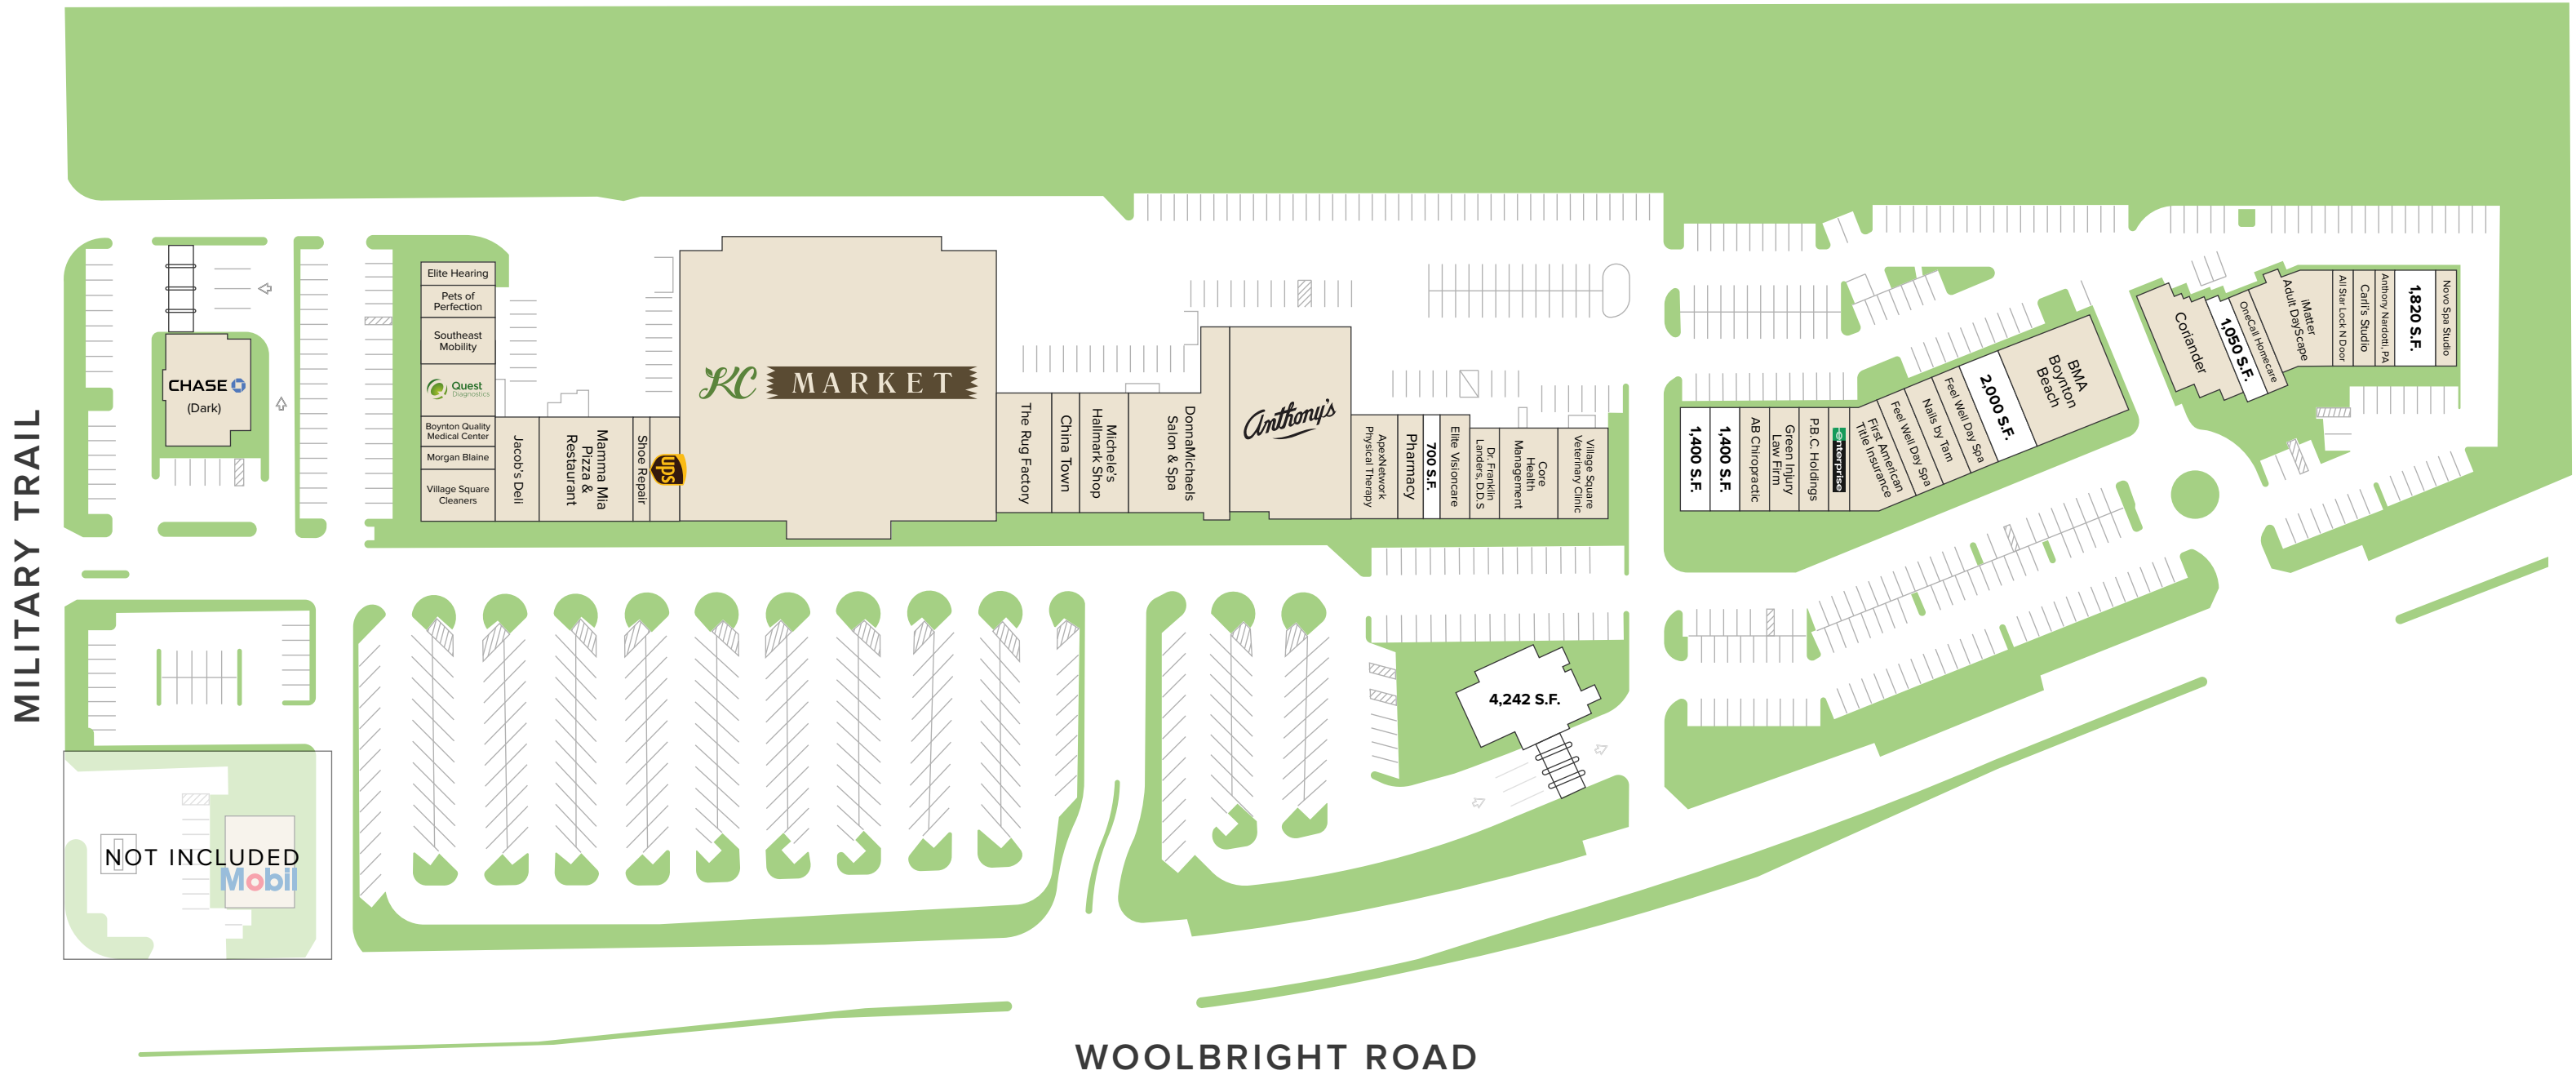 MILITARY TRAIL
CHASE
(Dark)
NOT INCLUDED
Mobil
Elite Hearing
Pets of
Perfection
Southeast
Mobility
Quest
Diagnostics
Boynton Quality
Medical Center
Morgan Blaine
Village Square
Cleaners
Jacob's Deli
Mamma Mia
Pizza &
Restaurant
Shoe Repair
ups
KC MARKET
The Rug Factory
China Town
Michele's
Hallmark Shop
DonnaMichaels
Salon & Spa
Anthony's
ApexNetwork
Physical Therapy
Pharmacy
700 S.F.
Elite Visioncare
Dr. Franklin
Landers, D.D.S
Core
Health
Management
Village Square
Veterinary Clinic
4,242 S.F.
1,400 S.F.
1,400 S.F.
AB Chiropractic
Green Injury
Law Firm
P.B.C. Holdings
enterprise
First American
Title Insurance
Feel Well Day Spa
Nails by Tam
Feel Well Day Spa
2,000 S.F.
BMA
Boynton
Beach
Coriander
1,050 S.F.
OneCall Homecare
iMatter
Adult DayScape
All Star Lock N Door
Carli's Studio
Anthony Nardotti, PA
1,820 S.F.
Novo Spa Studio
WOOLBRIGHT ROAD